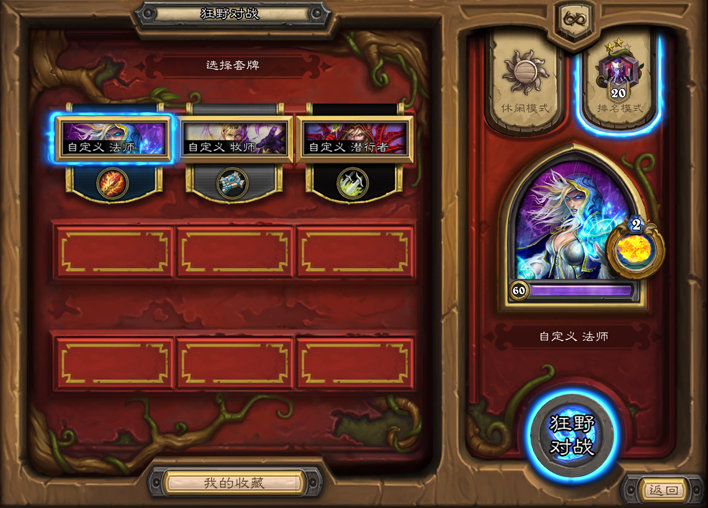 狂野对战
选择套牌
自定义 法师
自定义 牧师
自定义 潜行者
我的收藏
休闲模式
20
排名模式
2
60
自定义 法师
狂野
对战
返回